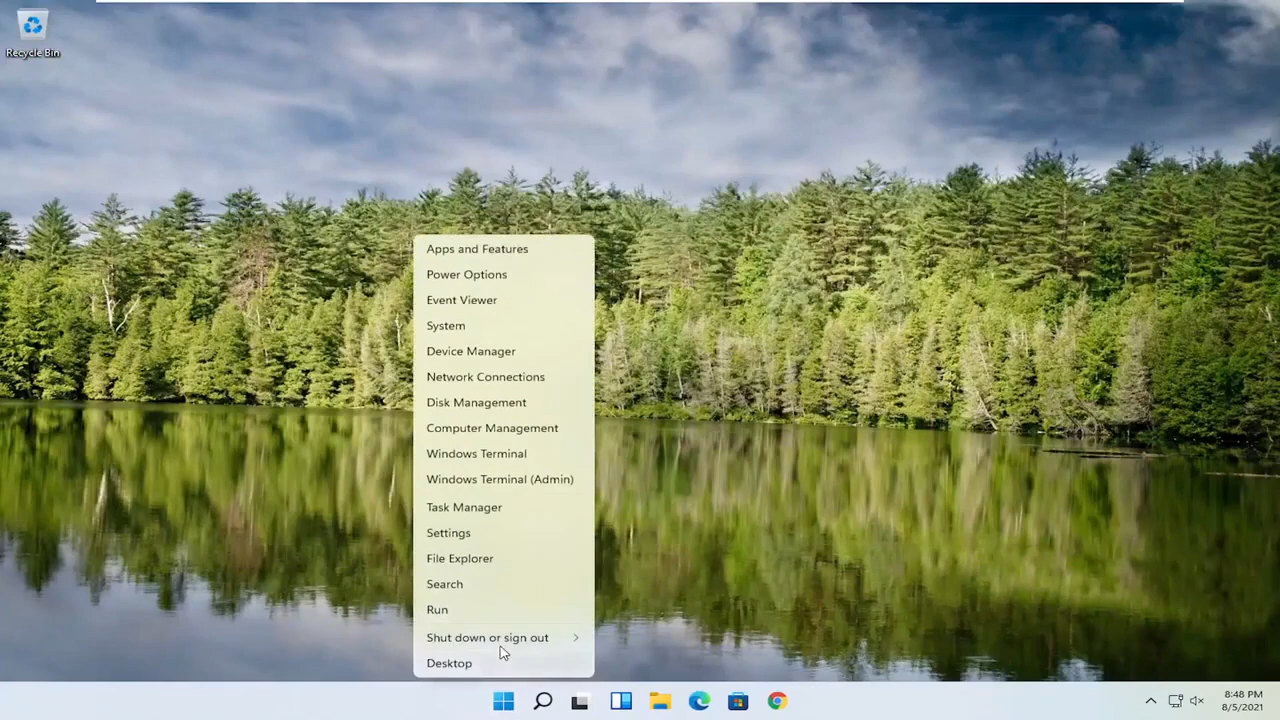 Recycle Bin
Apps and Features
Power Options
Event Viewer
System
Device Manager
Network Connections
Disk Management
Computer Management
Windows Terminal
Windows Terminal (Admin)
Task Manager
Settings
File Explorer
Search
Run
Shut down or sign out
Desktop
8:48 PM
8/5/2021